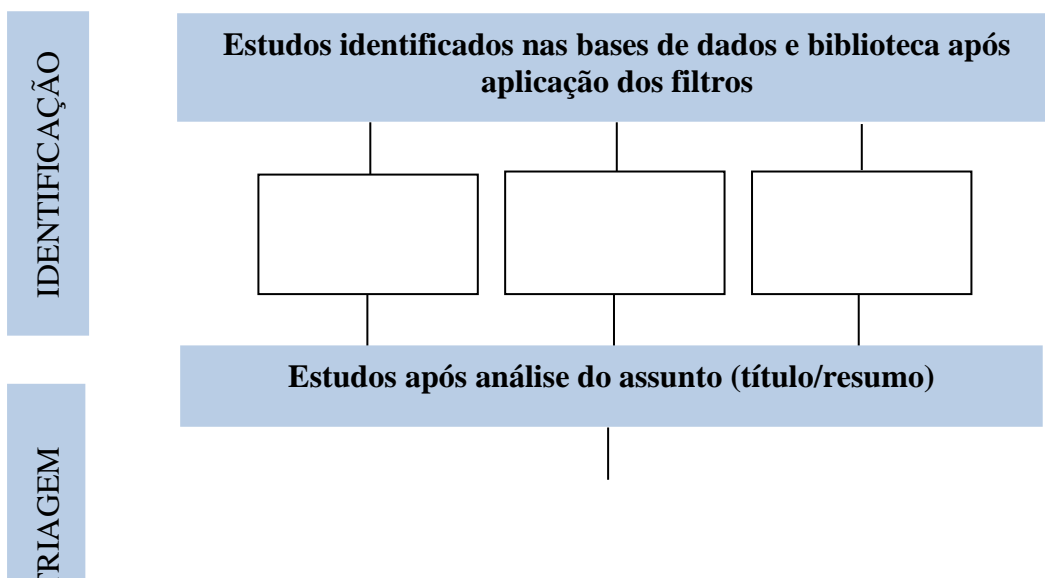 IDENTIFICAÇÃO
Estudos identificados nas bases de dados e biblioteca após
aplicação dos filtros
Estudos após análise do assunto (título/resumo)
TRIAGEM